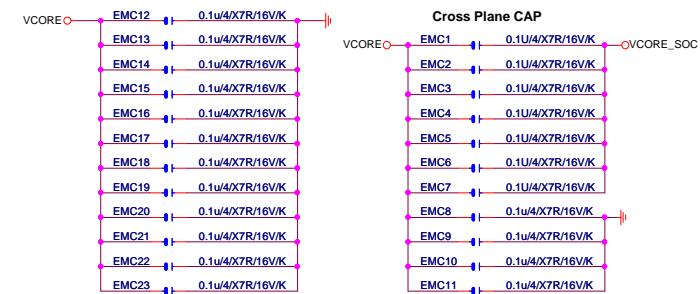 VCORE EMC12 0.1u/4/X7R/16V/K
EMC13 0.1u/4/X7R/16V/K
EMC14 0.1u/4/X7R/16V/K
EMC15 0.1u/4/X7R/16V/K
EMC16 0.1u/4/X7R/16V/K
EMC17 0.1u/4/X7R/16V/K
EMC18 0.1u/4/X7R/16V/K
EMC19 0.1u/4/X7R/16V/K
EMC20 0.1u/4/X7R/16V/K
EMC21 0.1u/4/X7R/16V/K
EMC22 0.1u/4/X7R/16V/K
EMC23 0.1u/4/X7R/16V/K
Cross Plane CAP
VCORE EMC1 0.1U/4/X7R/16V/K VCORE_SOC
EMC2 0.1U/4/X7R/16V/K
EMC3 0.1U/4/X7R/16V/K
EMC4 0.1U/4/X7R/16V/K
EMC5 0.1U/4/X7R/16V/K
EMC6 0.1U/4/X7R/16V/K
EMC7 0.1U/4/X7R/16V/K
EMC8 0.1u/4/X7R/16V/K
EMC9 0.1u/4/X7R/16V/K
EMC10 0.1u/4/X7R/16V/K
EMC11 0.1u/4/X7R/16V/K